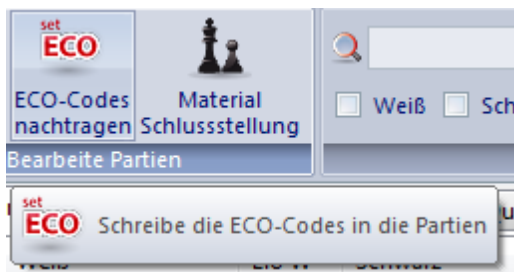 set
ECO
ECO-Codes
nachtragen
Material
Schlussstellung
Weiß
Sch
Bearbeite Partien
set
ECO
Schreibe die ECO-Codes in die Partien